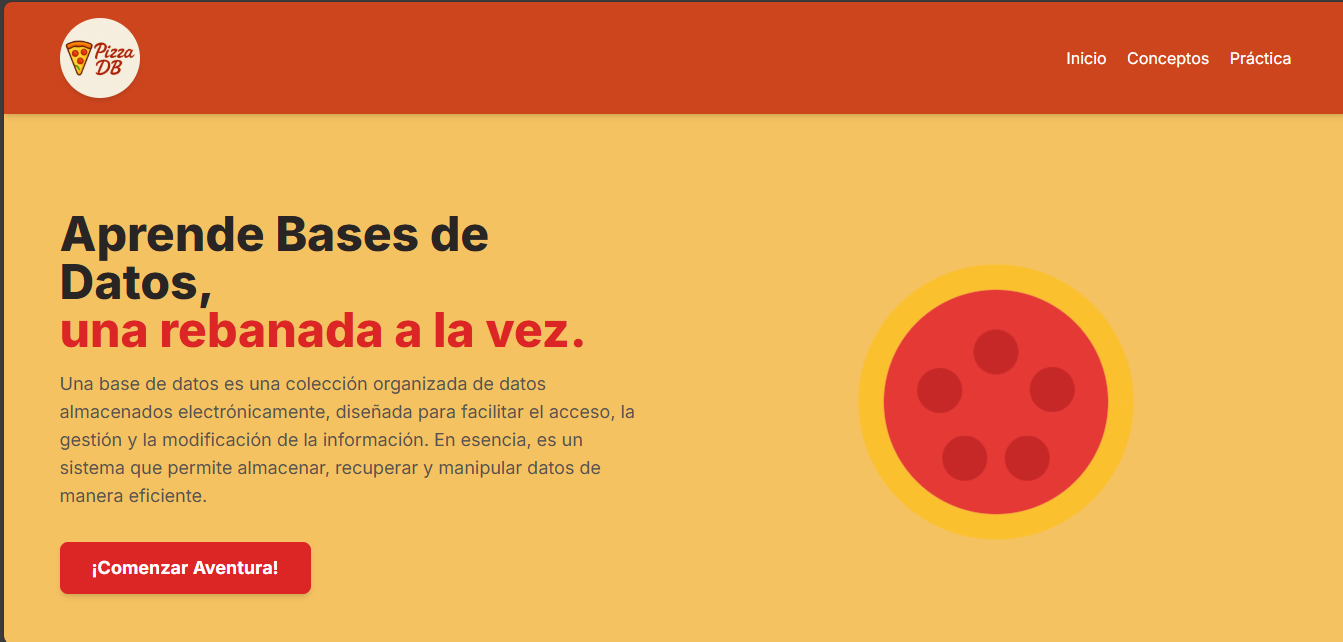 Pizza
DB
Inicio Conceptos Práctica
Aprende Bases de
Datos,
una rebanada a la vez.
Una base de datos es una colección organizada de datos
almacenados electrónicamente, diseñada para facilitar el acceso, la
gestión y la modificación de la información. En esencia, es un
sistema que permite almacenar, recuperar y manipular datos de
manera eficiente.
¡Comenzar Aventura!